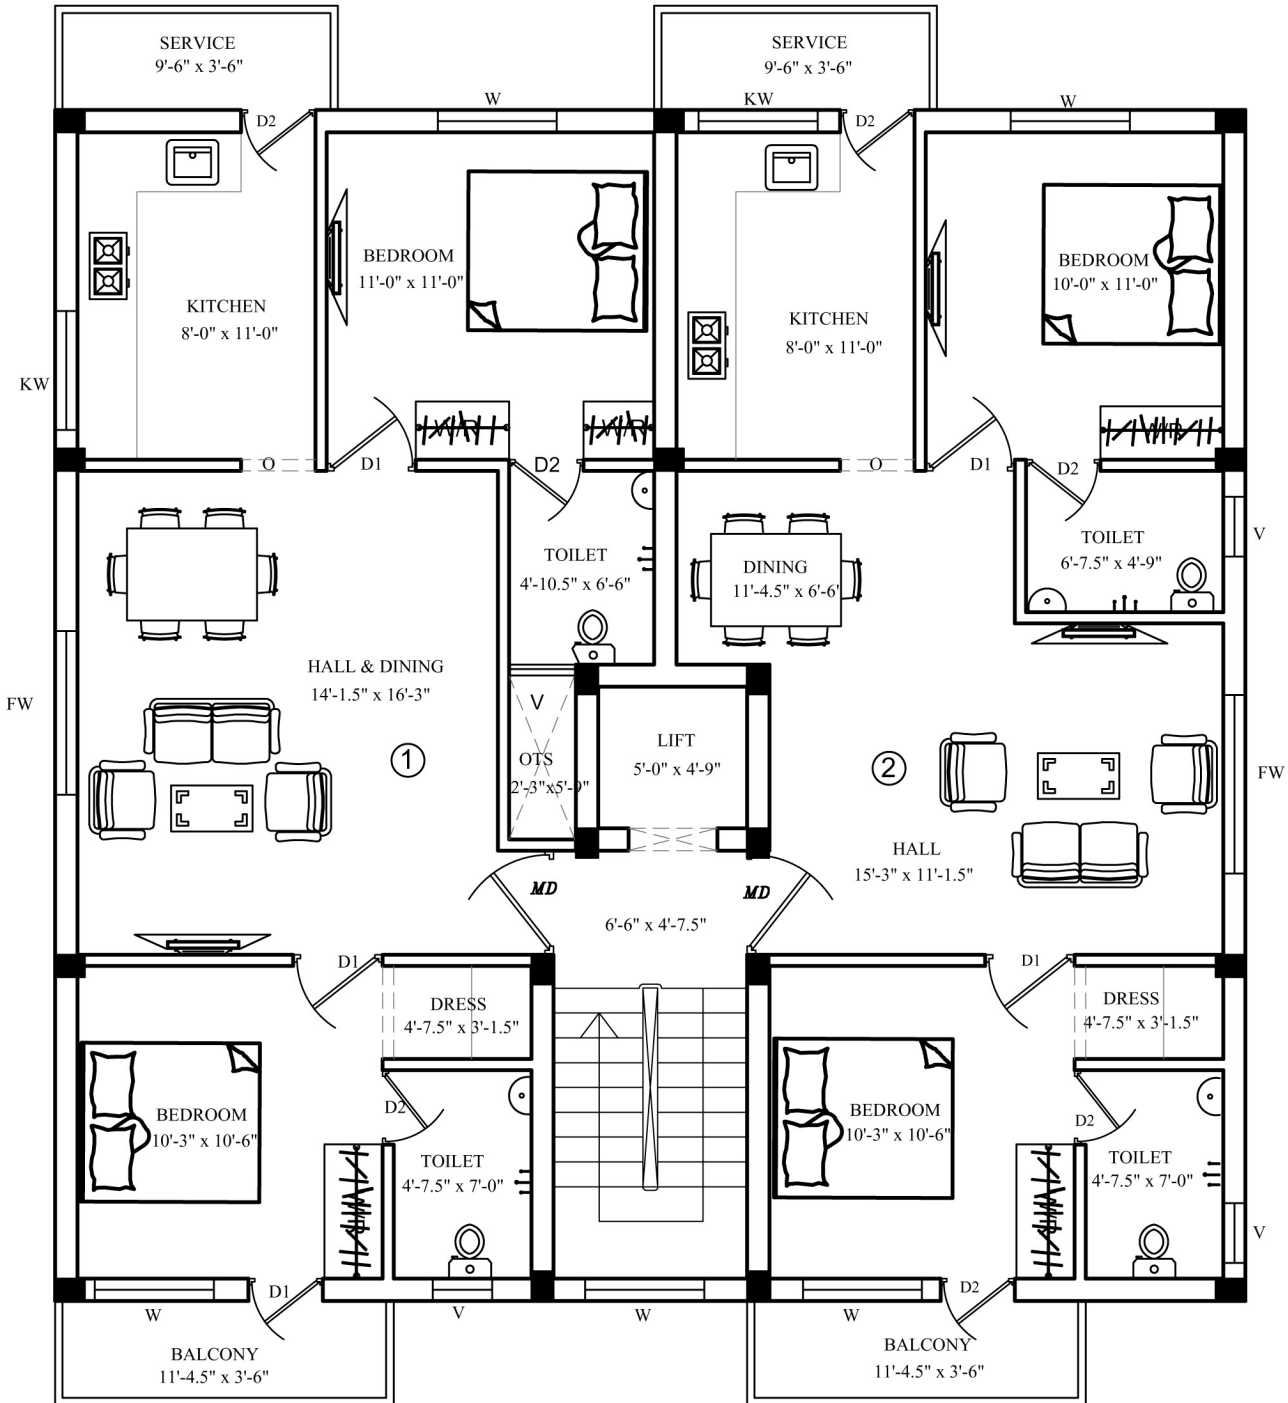 SERVICE
9'-6" x 3'-6"
SERVICE
9'-6" x 3'-6"
W
KW
W
D2
D2
BEDROOM
11'-0" x 11'-0"
BEDROOM
10'-0" x 11'-0"
KITCHEN
8'-0" x 11'-0"
KITCHEN
8'-0" x 11'-0"
KW
W/R
W/R
W/R
O
D1
D2
O
D1
D2
V
TOILET
4'-10.5" x 6'-6"
DINING
11'-4.5" x 6'-6"
TOILET
6'-7.5" x 4'-9"
HALL & DINING
14'-1.5" x 16'-3"
FW
V
1
OTS
2'-3"x5'-9"
LIFT
5'-0" x 4'-9"
2
FW
HALL
15'-3" x 11'-1.5"
MD
MD
6'-6" x 4'-7.5"
D1
D1
DRESS
4'-7.5" x 3'-1.5"
DRESS
4'-7.5" x 3'-1.5"
BEDROOM
10'-3" x 10'-6"
D2
BEDROOM
10'-3" x 10'-6"
D2
TOILET
4'-7.5" x 7'-0"
TOILET
4'-7.5" x 7'-0"
V
D1
D2
W
V
W
W
BALCONY
11'-4.5" x 3'-6"
BALCONY
11'-4.5" x 3'-6"